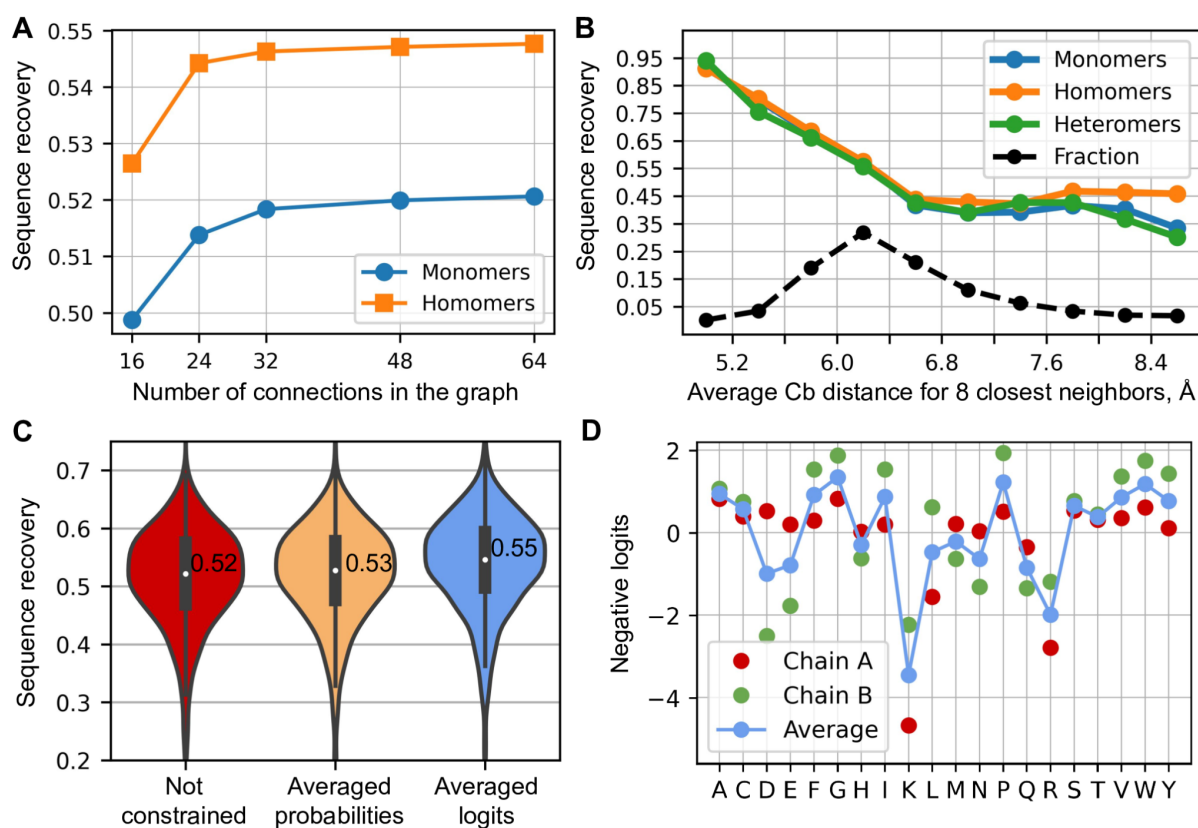 A
Sequence recovery
0.55
0.54
0.53
0.52
0.51
0.50
Monomers
Homomers
16 24 32 48 64
Number of connections in the graph
B
Sequence recovery
0.95
0.85
0.75
0.65
0.55
0.45
0.35
0.25
0.15
0.05
Monomers
Homomers
Heteromers
Fraction
5.2 6.0 6.8 7.6 8.4
Average Cb distance for 8 closest neighbors, Å
C
Sequence recovery
0.7
0.6
0.5
0.4
0.3
0.2
0.52
0.53
0.55
Not
constrained
Averaged
probabilities
Averaged
logits
D
Negative logits
2
0
−2
−4
Chain A
Chain B
Average
A C D E F G H I K L M N P Q R S T V W Y